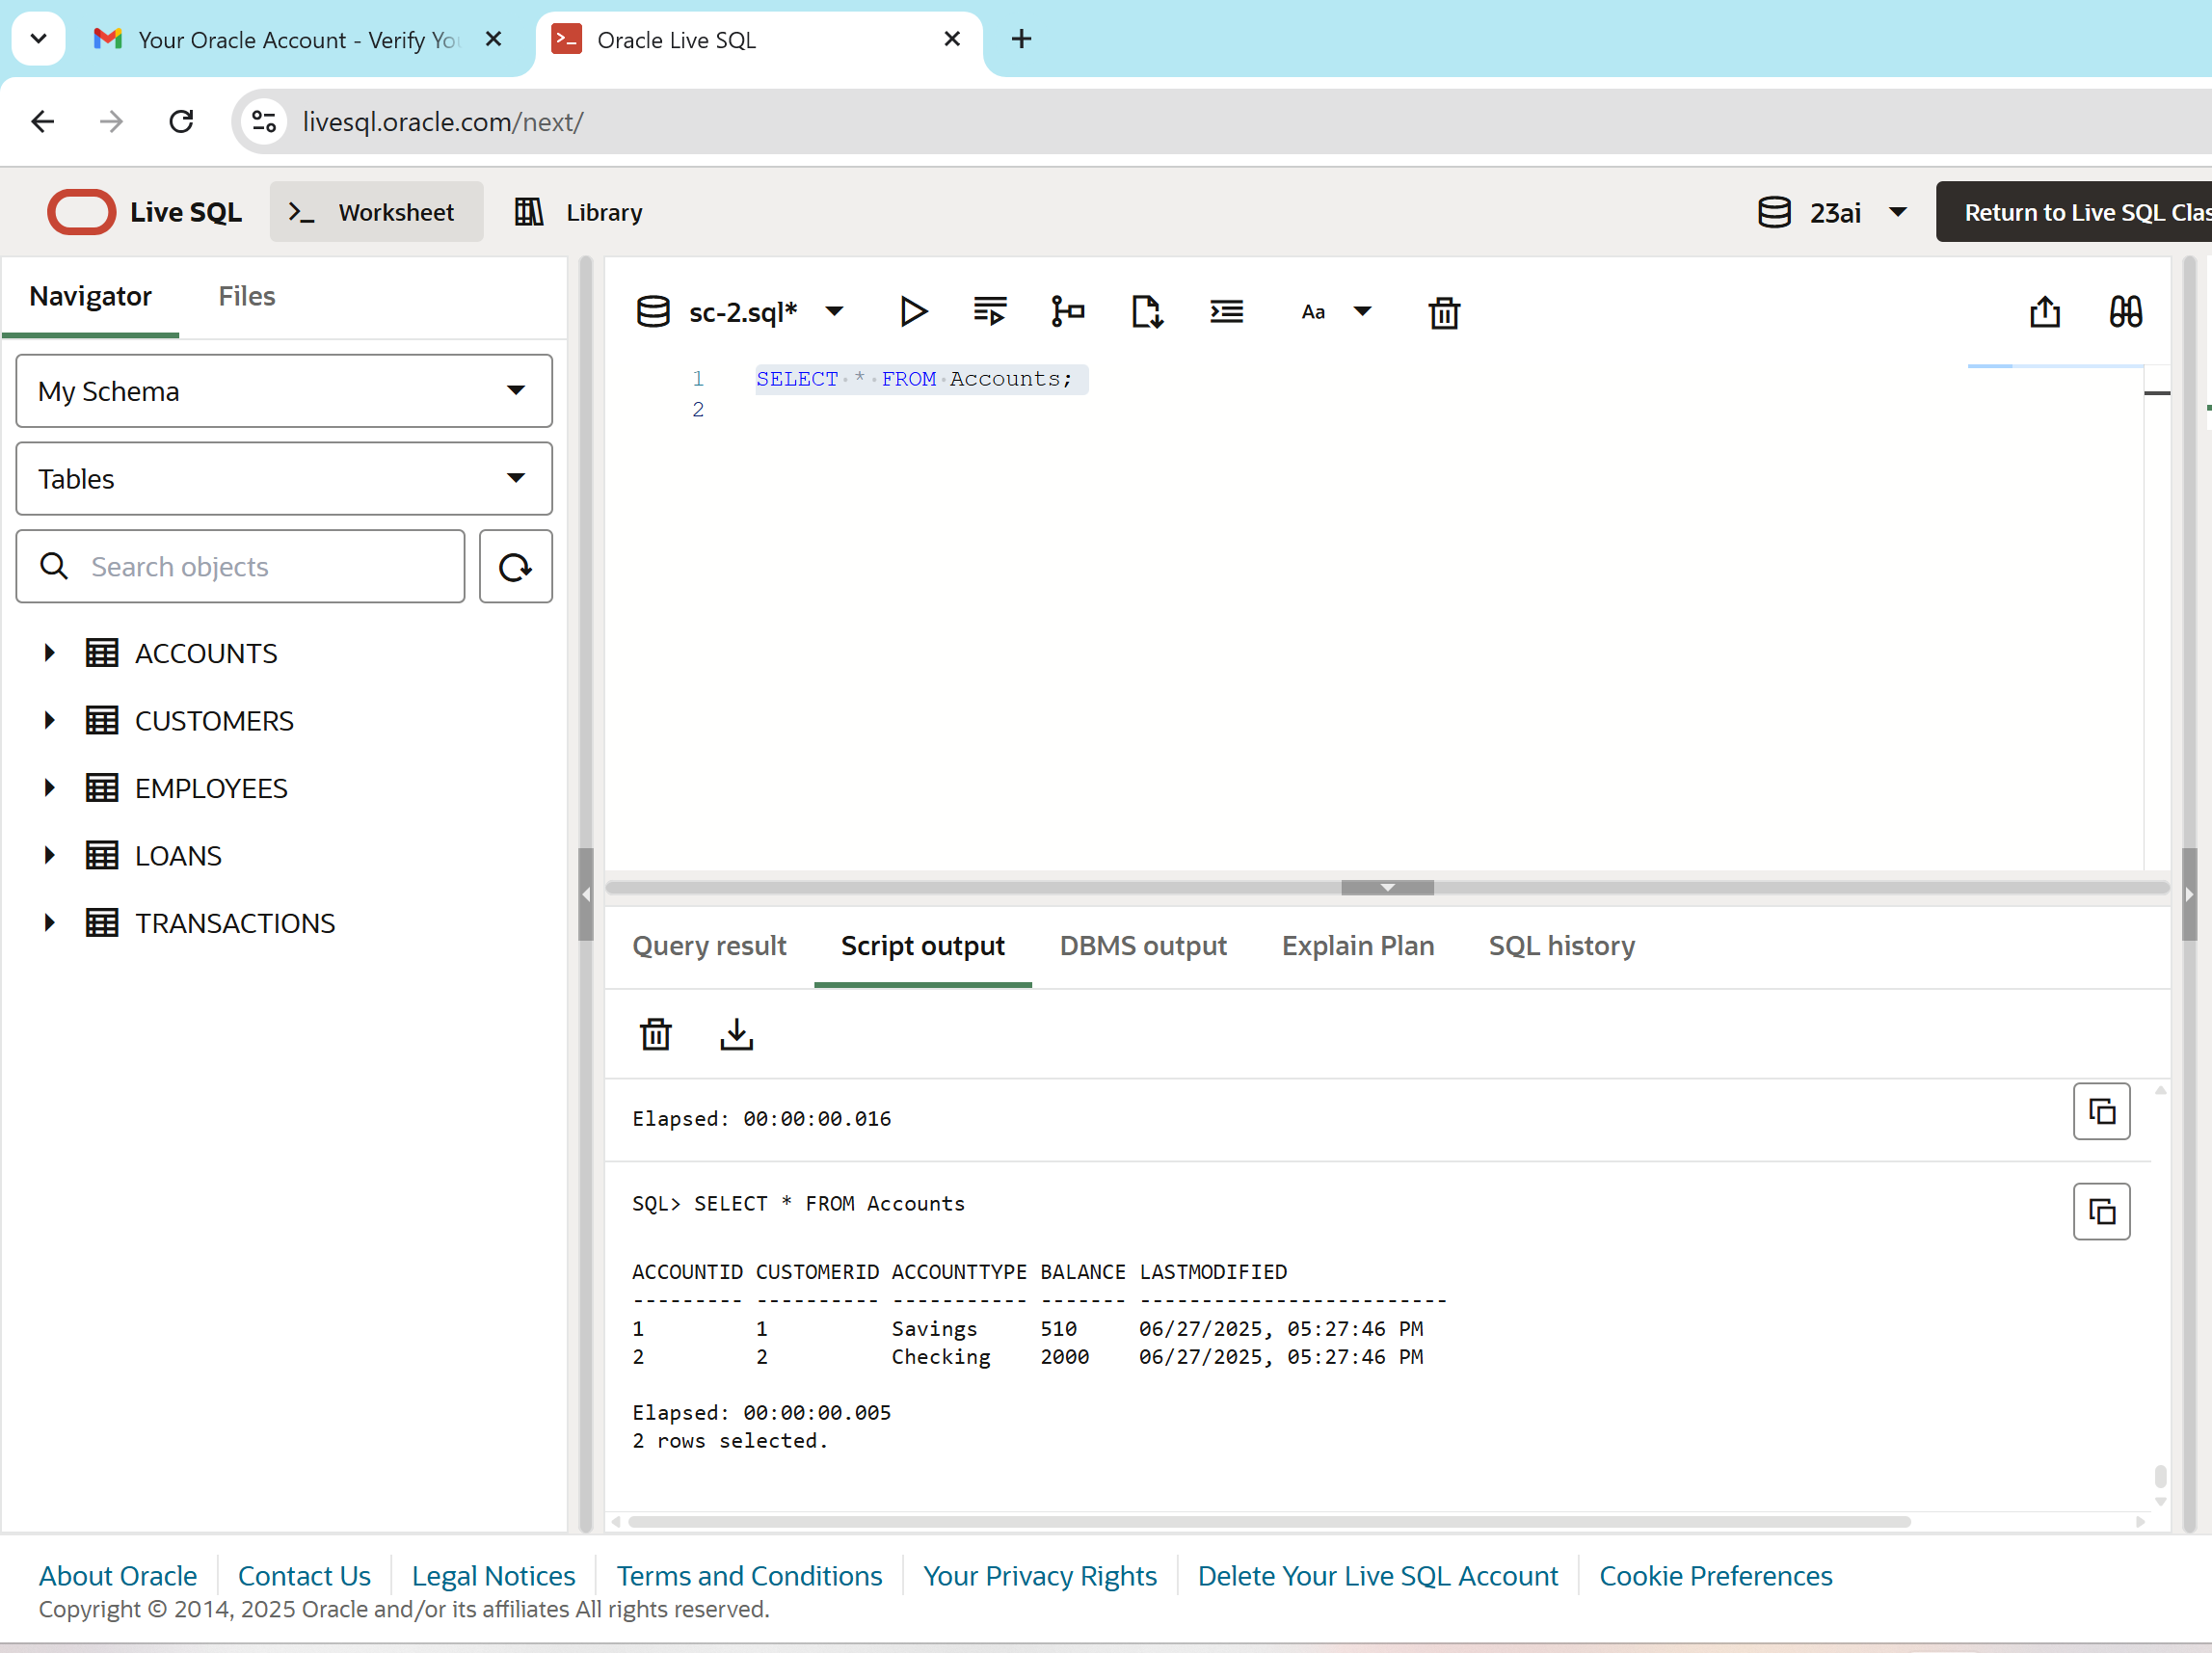 Your Oracle Account - Verify You
Oracle Live SQL
livesql.oracle.com/next/
Live SQL
Worksheet
Library
23ai
Return to Live SQL Clas
Navigator
Files
My Schema
Tables
Search objects
ACCOUNTS
CUSTOMERS
EMPLOYEES
LOANS
TRANSACTIONS
sc-2.sql*
Aa
1 SELECT * FROM Accounts;
2
Query result
Script output
DBMS output
Explain Plan
SQL history
Elapsed: 00:00:00.016
SQL> SELECT * FROM Accounts
ACCOUNTID CUSTOMERID ACCOUNTTYPE BALANCE LASTMODIFIED
--------- ---------- ----------- ------- -------------------------
1 1 Savings 510 06/27/2025, 05:27:46 PM
2 2 Checking 2000 06/27/2025, 05:27:46 PM
Elapsed: 00:00:00.005
2 rows selected.
About Oracle
Contact Us
Legal Notices
Terms and Conditions
Your Privacy Rights
Delete Your Live SQL Account
Cookie Preferences
Copyright © 2014, 2025 Oracle and/or its affiliates All rights reserved.